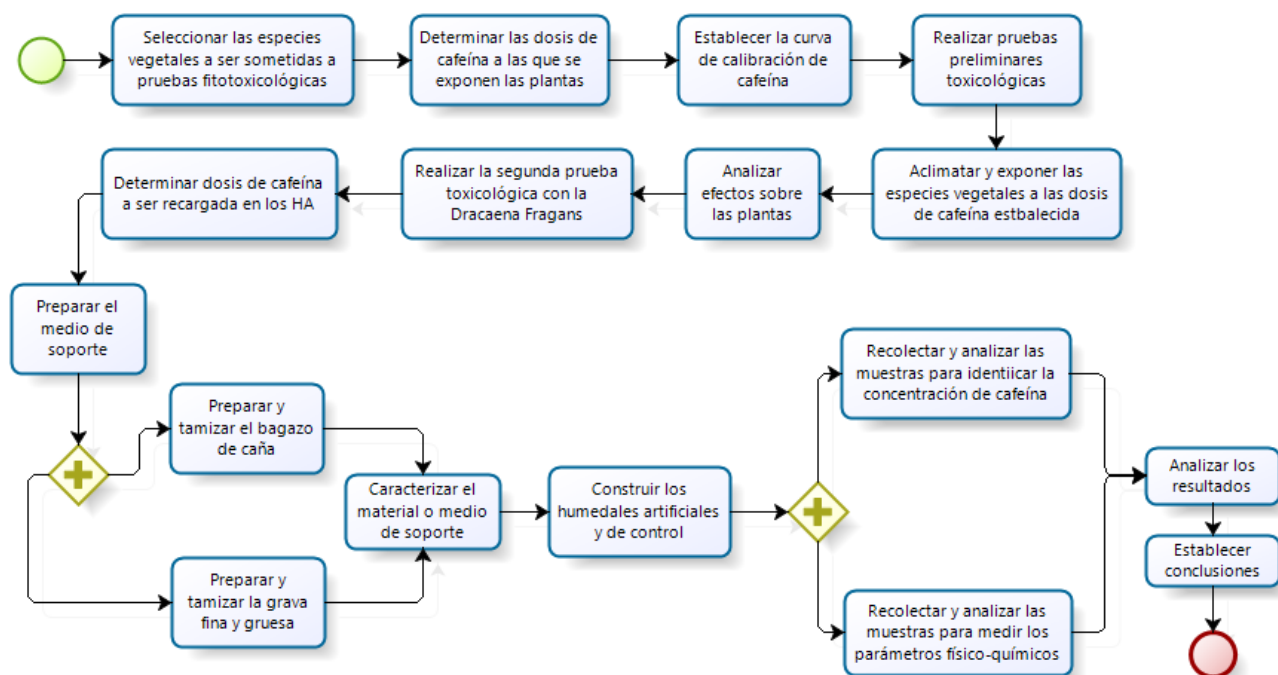 Seleccionar las especies
vegetales a ser sometidas a
pruebas fitotoxicológicas
Determinar las dosis de
cafeína a las que se
exponen las plantas
Establecer la curva
de calibración de
cafeína
Realizar pruebas
preliminares
toxicológicas
Determinar dosis de cafeína
a ser recargada en los HA
Realizar la segunda prueba
toxicológica con la
Dracaena Fragans
Analizar
efectos sobre
las plantas
Aclimatar y exponer las
especies vegetales a las dosis
de cafeína estbalecida
Preparar el
medio de
soporte
Preparar y
tamizar el bagazo
de caña
Preparar y
tamizar la grava
fina y gruesa
Caracterizar el
material o medio
de soporte
Construir los
humedales artificiales
y de control
Recolectar y analizar las
muestras para identiicar la
concentración de cafeína
Recolectar y analizar las
muestras para medir los
parámetros físico-químicos
Analizar los
resultados
Establecer
conclusiones